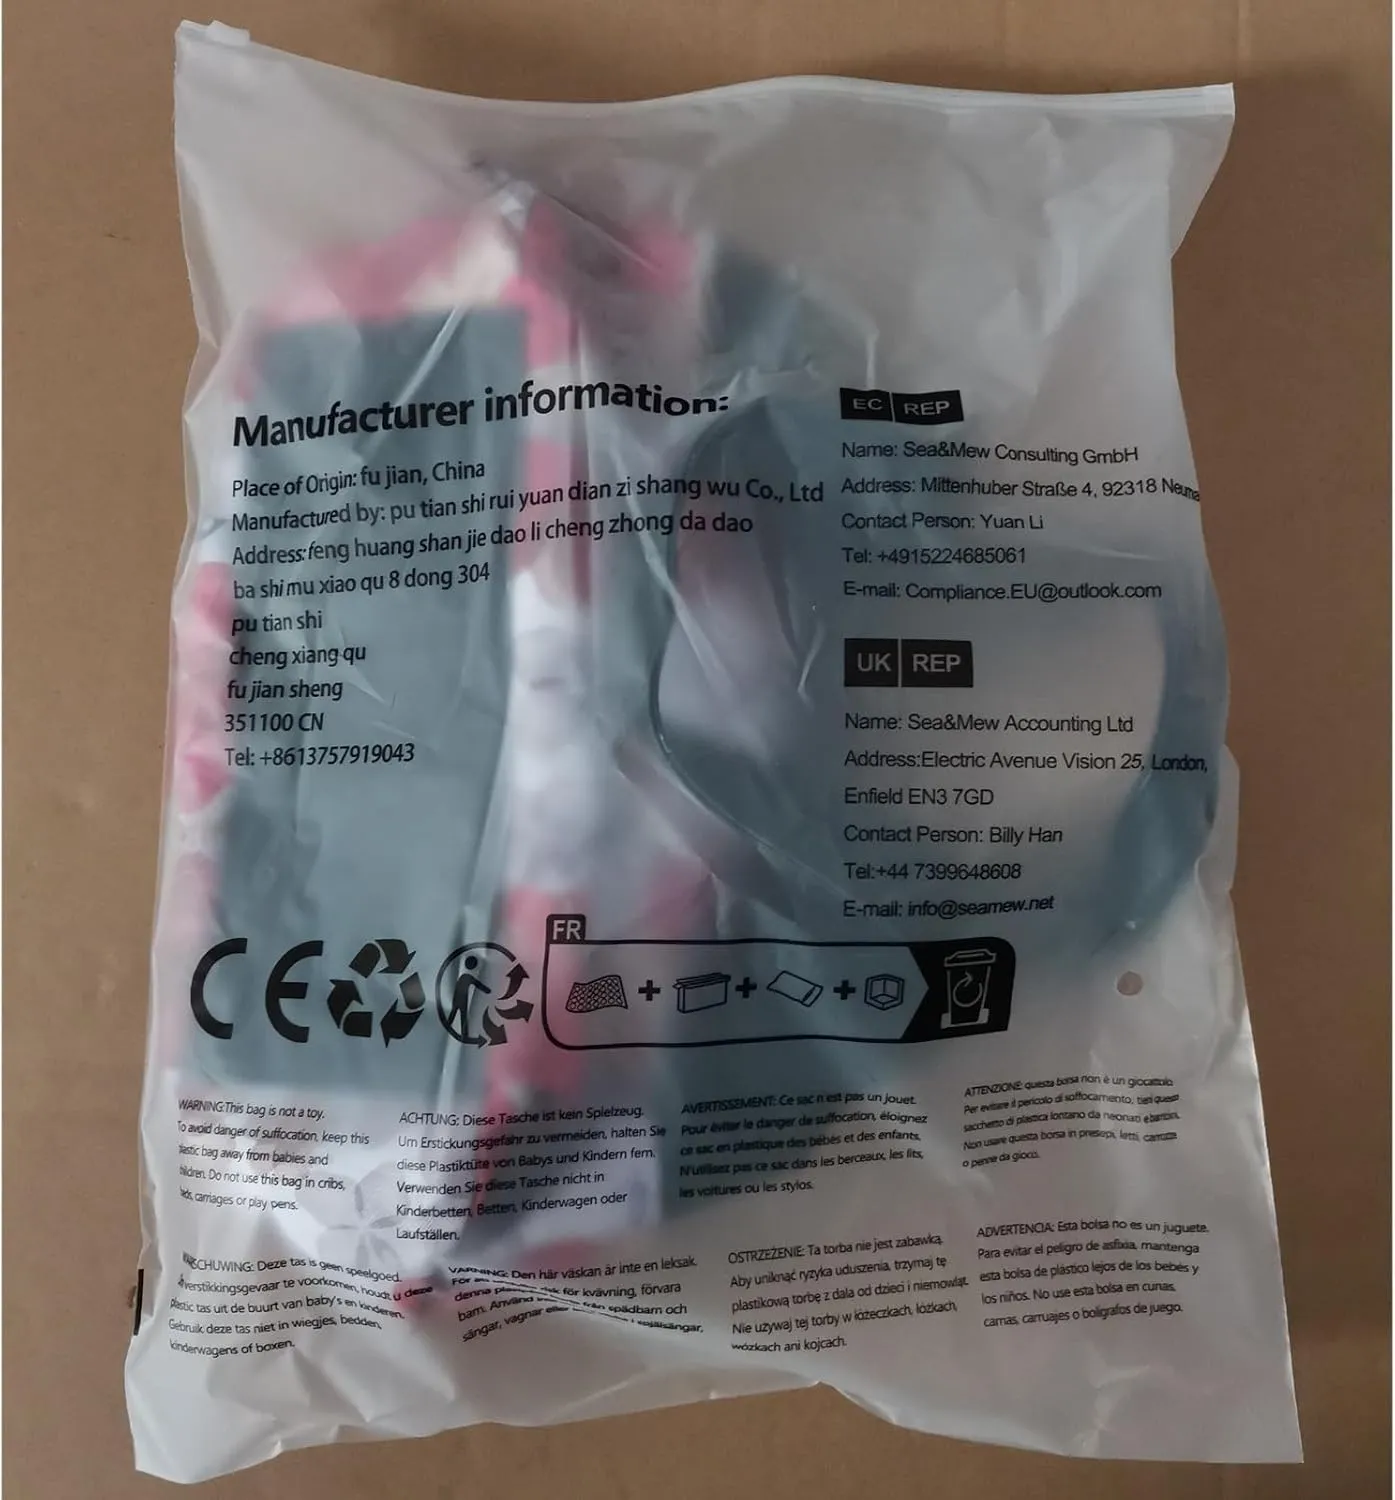 Manufacturer information:
Place of Origin: fu jian, China
Manufactured by: pu tian shi rui yuan dian zi shang wu Co., Ltd
Address:feng huang shan jie dao li cheng zhong da dao
ba shi mu xiao qu 8 dong 304
pu tian shi
cheng xiang qu
fu jian sheng
351100 CN
Tel: +8613757919043
EC REP
Name: Sea&Mew Consulting GmbH
Address: Mittenhuber Straße 4, 92318
Contact Person: Yuan Li
Tel: +4915224685061
E-mail: Compliance.EU@outlook.com
UK REP
Name: Sea&Mew Accounting Ltd
Address:Electric Avenue Vision 25, London,
Enfield EN3 7GD
Contact Person: Billy Han
Tel:+44 7399648608
E-mail: info@seamew.net
CE
FR
WARNING:This bag is not a toy.
To avoid danger of suffocation, keep this
plastic bag away from babies and
children. Do not use this bag in cribs,
beds, carriages or play pens.
ACHTUNG: Diese Tasche ist kein Spielzeug.
Um Erstickungsgefahr zu vermeiden, halten Sie
diese Plastiktüte von Babys und Kindern fern.
Verwenden Sie diese Tasche nicht in
Kinderbetten, Betten, Kinderwagen oder
Laufställen.
AVERTISSEMENT: Ce sac n'est pas un jouet.
Pour éviter le danger de suffocation, éloignez
ce sac en plastique des bébés et des enfants,
N'utilisez pas ce sac dans les berceaux, les lits,
les voitures ou les stylos.
ATTENZIONE: questa borsa non è un giocattolo
Per evitare il pericolo di soffocamento, tieni questa
sacchetto di plastica lontano da neonati e bambini,
Non usare questa borsa in presepi, letti, carrozza
o penne da gioco.
WAARSCHUWING: Deze tas is geen speelgoed.
verstikkingsgevaar te voorkomen, houdt u deze
plastic tas uit de buurt van baby's en kinderen.
Gebruik deze tas niet in wiegjes, bedden,
kinderwagens of boxen.
VARNING: Den här väskan är inte en leksak.
För denna för kvävning, förvara
barn. Använd från spädbarn och
sängar, vagnar eller spjälsängar,
OSTRZEŻENIE: Ta torba nie jest zabawką.
Aby uniknąć ryzyka uduszenia, trzymaj tę
plastikową torbę z dala od dzieci i niemowląt.
Nie używaj tej torby w łóżeczkach, łóżkach,
wózkach ani kojcach.
ADVERTENCIA: Esta bolsa no es un juguete.
Para evitar el peligro de asfixia, mantenga
esta bolsa de plástico lejos de los bebés y
los niños. No use esta bolsa en cunas,
camas, carruajes o bolígrafos de juego.